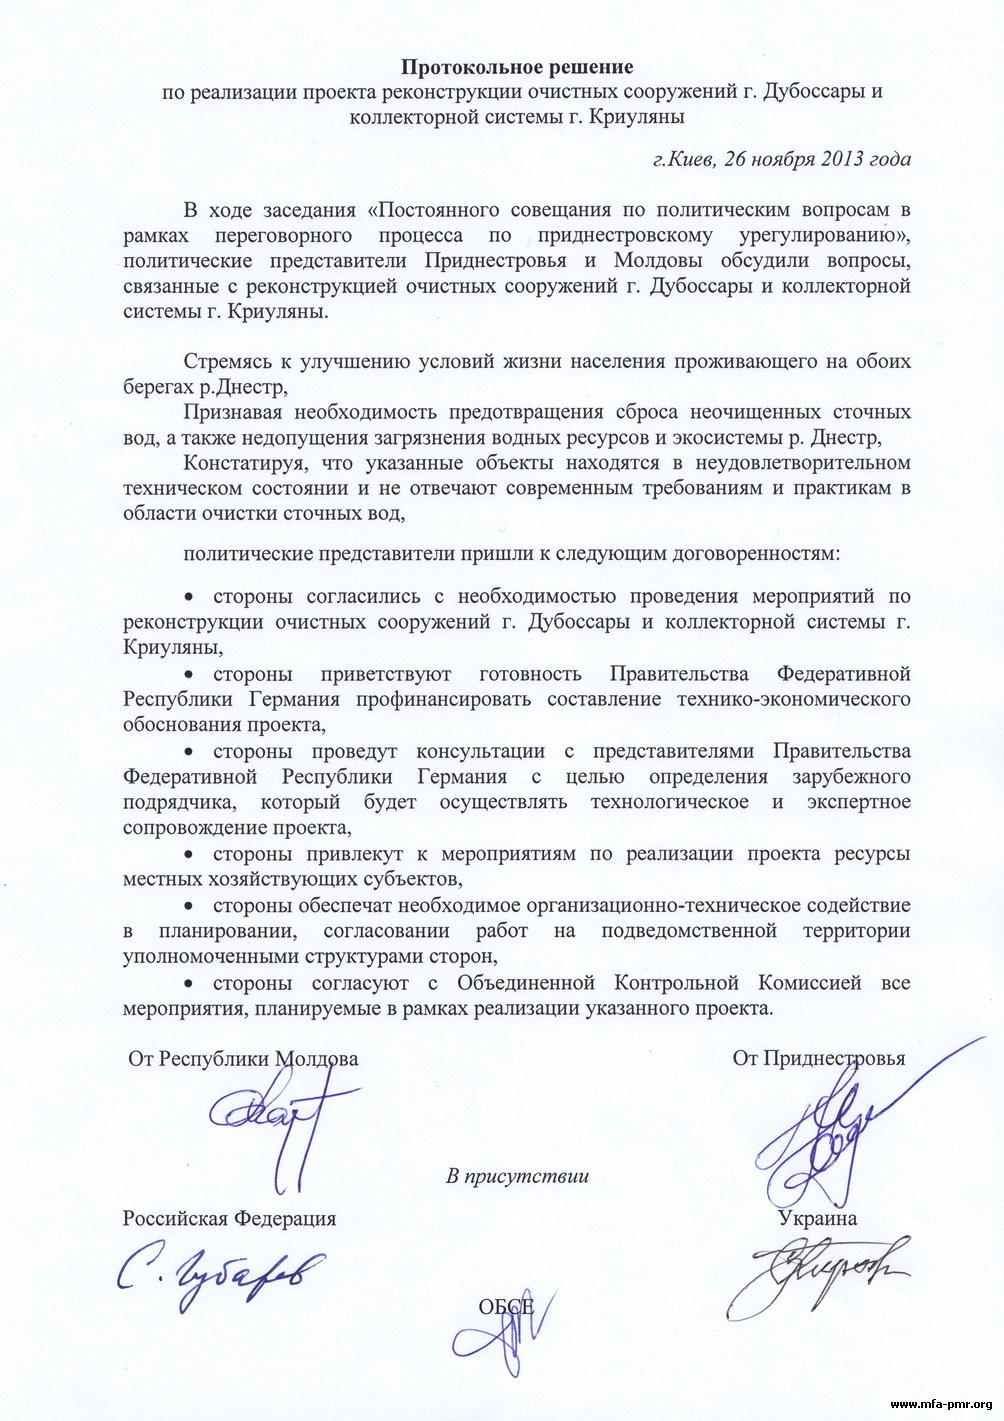 Протокольное решение
по реализации проекта реконструкции очистных сооружений г. Дубоссары и
коллекторной системы г. Криуляны
г.Киев, 26 ноября 2013 года
В ходе заседания «Постоянного совещания по политическим вопросам в
рамках переговорного процесса по приднестровскому урегулированию»,
политические представители Приднестровья и Молдовы обсудили вопросы,
связанные с реконструкцией очистных сооружений г. Дубоссары и коллекторной
системы г. Криуляны.
Стремясь к улучшению условий жизни населения проживающего на обоих
берегах р.Днестр,
Признавая необходимость предотвращения сброса неочищенных сточных
вод, а также недопущения загрязнения водных ресурсов и экосистемы р. Днестр,
Констатируя, что указанные объекты находятся в неудовлетворительном
техническом состоянии и не отвечают современным требованиям и практикам в
области очистки сточных вод,
политические представители пришли к следующим договоренностям:
• стороны согласились с необходимостью проведения мероприятий по
реконструкции очистных сооружений г. Дубоссары и коллекторной системы г.
Криуляны,
• стороны приветствуют готовность Правительства Федеративной
Республики Германия профинансировать составление технико-экономического
обоснования проекта,
• стороны проведут консультации с представителями Правительства
Федеративной Республики Германия с целью определения зарубежного
подрядчика, который будет осуществлять технологическое и экспертное
сопровождение проекта,
• стороны привлекут к мероприятиям по реализации проекта ресурсы
местных хозяйствующих субъектов,
• стороны обеспечат необходимое организационно-техническое содействие
в планировании, согласовании работ на подведомственной территории
уполномоченными структурами сторон,
• стороны согласуют с Объединенной Контрольной Комиссией все
мероприятия, планируемые в рамках реализации указанного проекта.
От Республики Молдова От Приднестровья
В присутствии
Российская Федерация Украина
С. Губарев
ОБСЕ
www.mfa-pmr.org